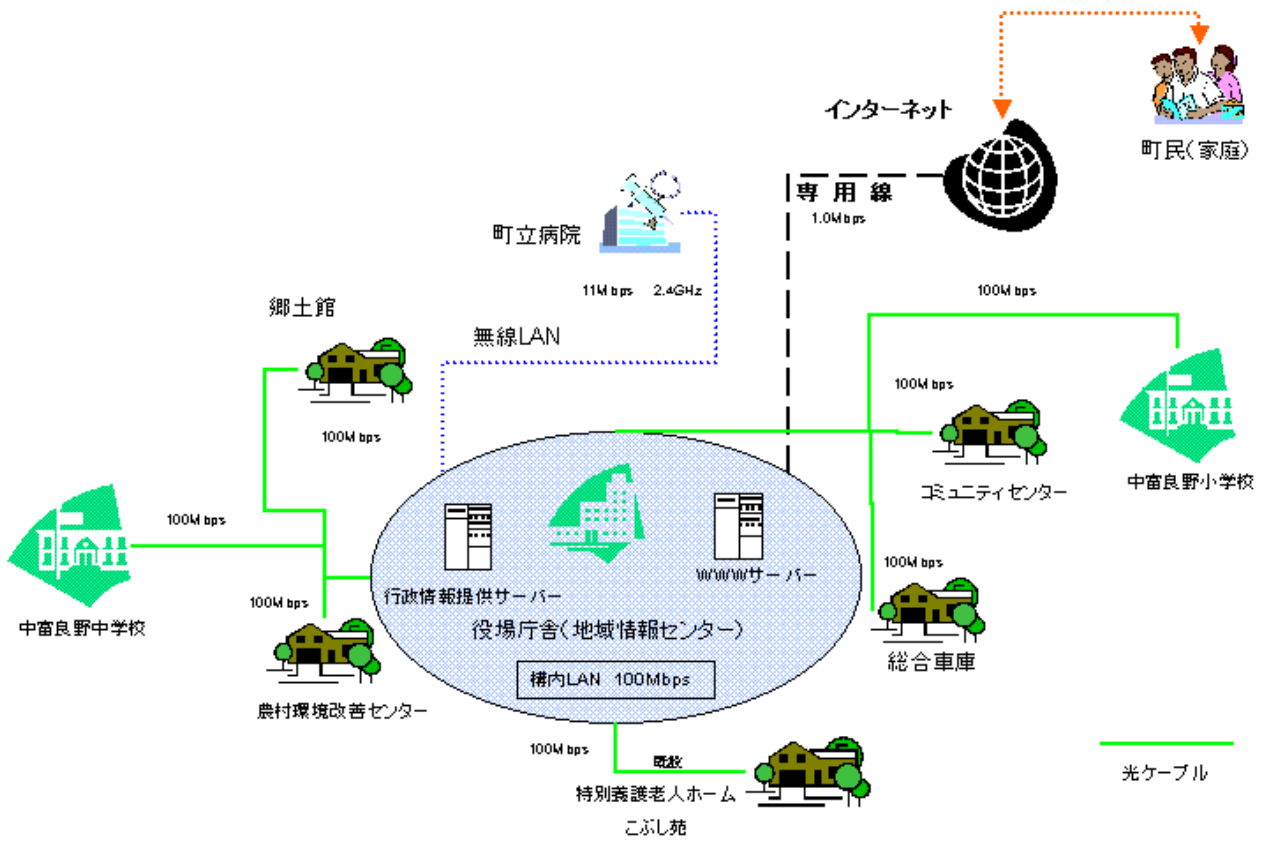 インターネット
町民(家庭)
専用線
1.0Mbps
町立病院
11Mbps 2.4GHz
100Mbps
郷土館
無線LAN
100Mbps
100Mbps
コミュニティセンター
中富良野小学校
100Mbps
中富良野中学校
100Mbps
行政情報提供サーバー
WWWサーバー
100Mbps
総合車庫
役場庁舎(地域情報センター)
構内LAN 100Mbps
農村環境改善センター
100Mbps
既設
特別養護老人ホーム
こぶし苑
光ケーブル